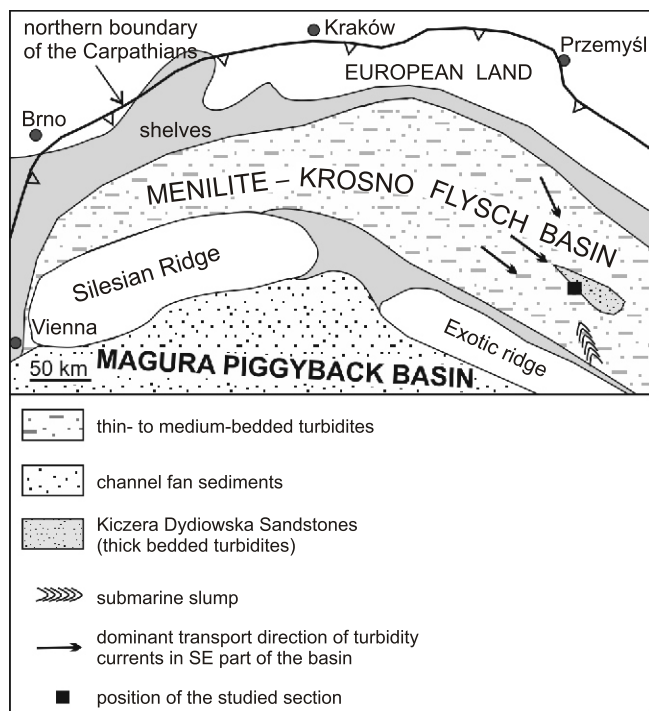 northern boundary
of the Carpathians
Kraków
Przemyśl
EUROPEAN LAND
Brno
shelves
MENILITE – KROSNO FLYSCH BASIN
Silesian Ridge
Vienna
Exotic ridge
50 km
MAGURA PIGGYBACK BASIN
thin- to medium-bedded turbidites
channel fan sediments
Kiczera Dydiowska Sandstones
(thick bedded turbidites)
submarine slump
dominant transport direction of turbidity
currents in SE part of the basin
position of the studied section